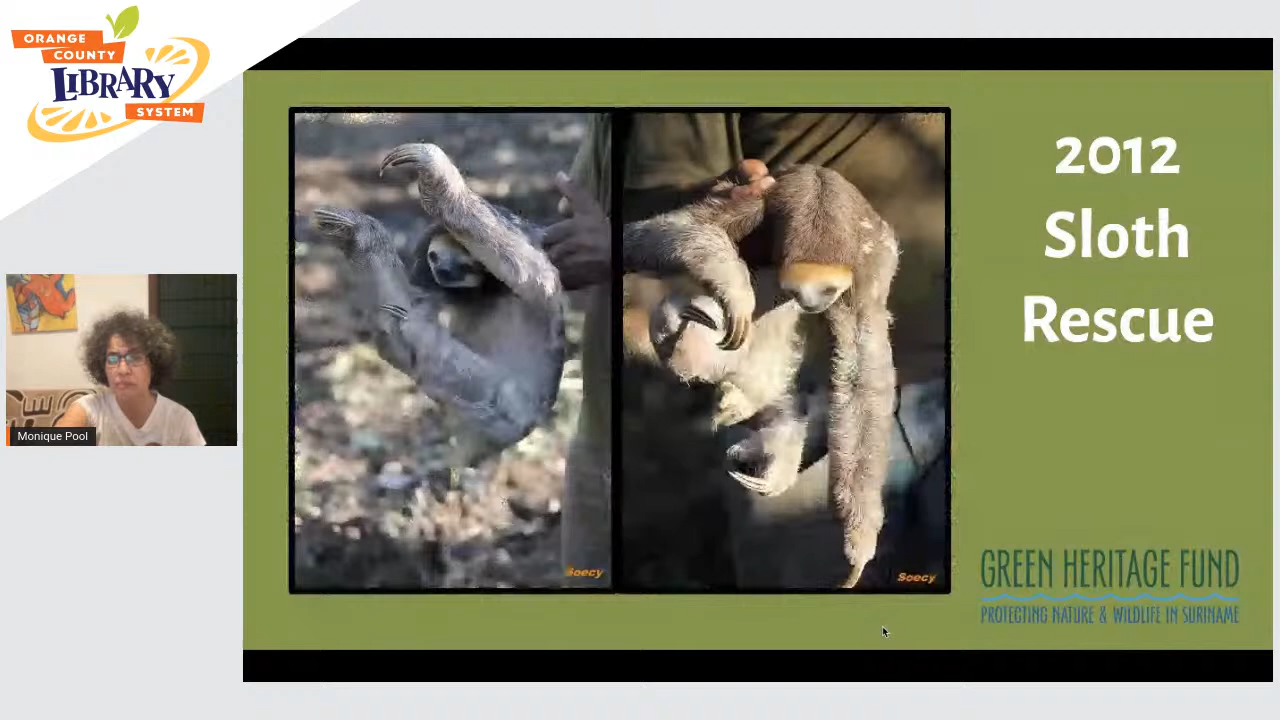 ORANGE
COUNTY
LIBRARY
SYSTEM
2012
Sloth
Rescue
Monique Pool
Soecy
Soecy
GREEN HERITAGE FUND
PROTECTING NATURE & WILDLIFE IN SURINAME